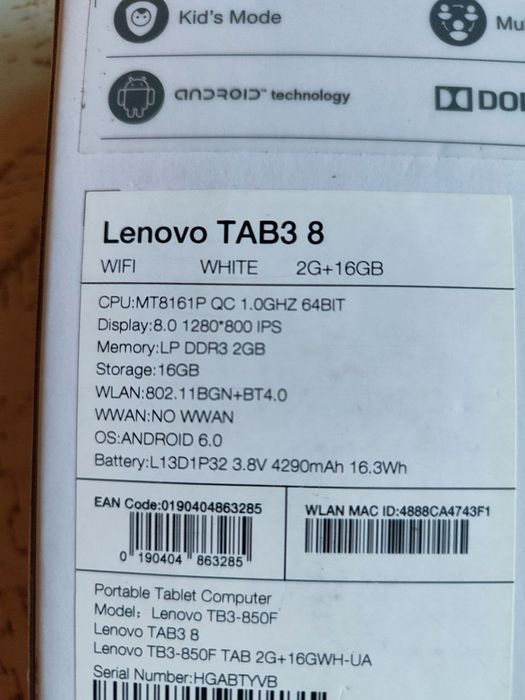 Kid's Mode
Mu
ANDROID™ technology
DOL
Lenovo TAB3 8
WIFI WHITE 2G+16GB
CPU:MT8161P QC 1.0GHZ 64BIT
Display:8.0 1280*800 IPS
Memory:LP DDR3 2GB
Storage:16GB
WLAN:802.11BGN+BT4.0
WWAN:NO WWAN
OS:ANDROID 6.0
Battery:L13D1P32 3.8V 4290mAh 16.3Wh
EAN Code:0190404863285
0 190404 863285
WLAN MAC ID:4888CA4743F1
Portable Tablet Computer
Model: Lenovo TB3-850F
Lenovo TAB3 8
Lenovo TB3-850F TAB 2G+16GWH-UA
Serial Number:HGABTYVB